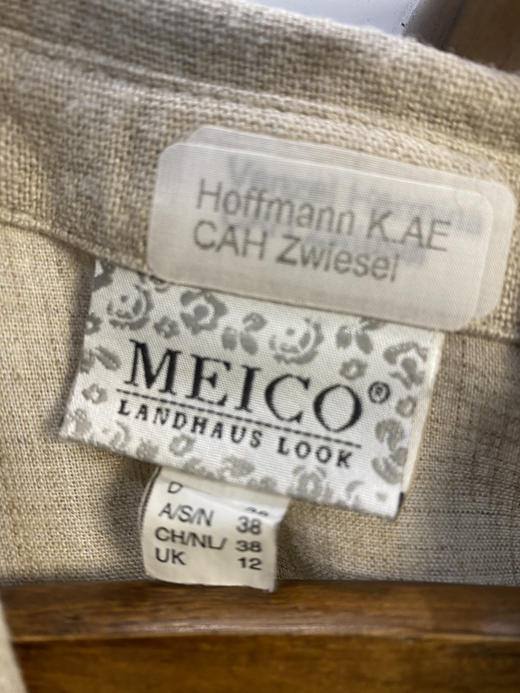 Hoffmann K.AE
CAH Zwiesel
MEICO®
LANDHAUS LOOK
D
A/S/N 38
CH/NL/ 38
UK 12